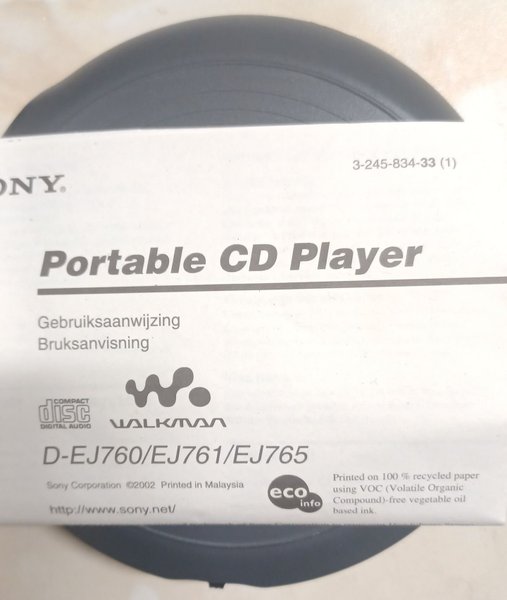 3-245-834-33 (1)
ONY®
Portable CD Player
Gebruiksaanwijzing
Bruksanvisning
COMPACT
disc
DIGITAL AUDIO
WALKMAN
D-EJ760/EJ761/EJ765
Sony Corporation ©2002 Printed in Malaysia
http://www.sony.net/
eco
info
Printed on 100 % recycled paper
using VOC (Volatile Organic
Compound)-free vegetable oil
based ink.